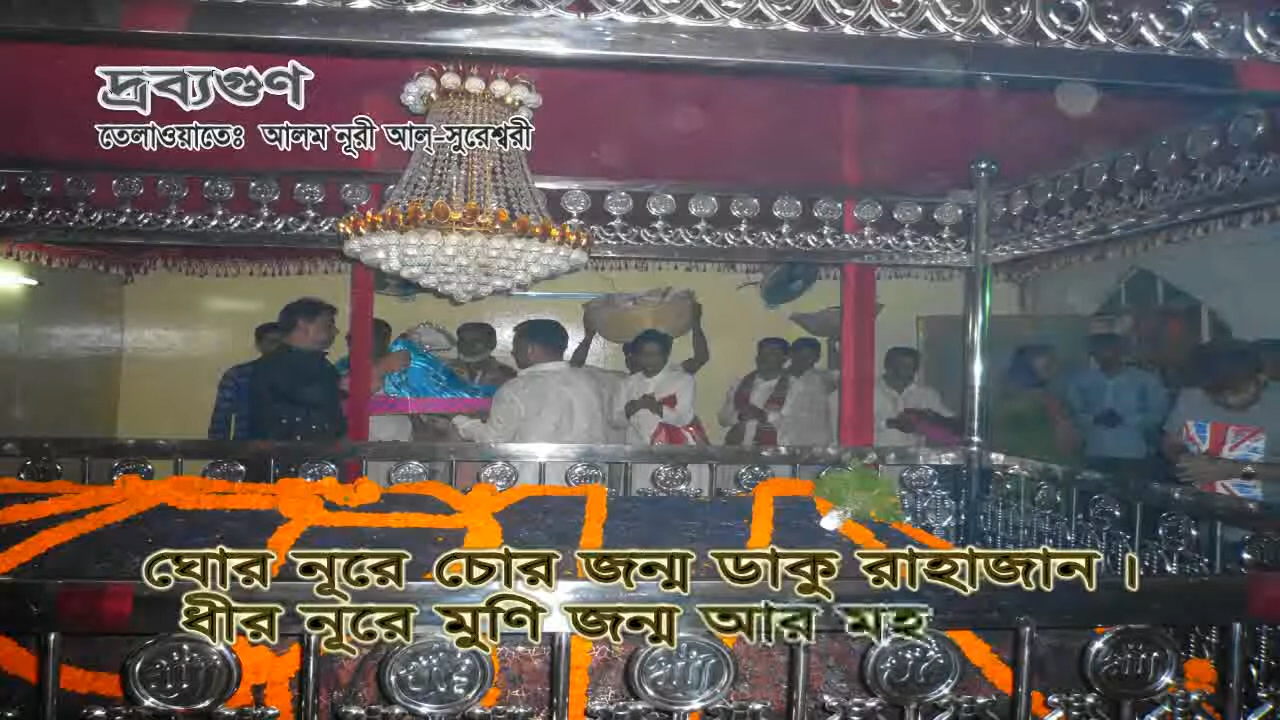 দ্রব্যগুণ
তেলাওয়াতেঃ আলম নূরী আল্-সুরেশ্বরী
ঘোর নূরে চোর জন্ম ডাকু রাহাজান ।
ধীর নূরে মুণি জন্ম আর মহ